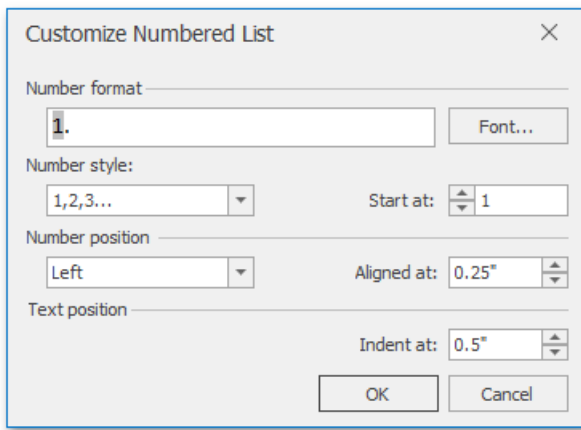 Customize Numbered List
Number format
1.
Font...
Number style:
1,2,3...
Start at: 1
Number position
Left
Aligned at: 0.25"
Text position
Indent at: 0.5"
OK Cancel